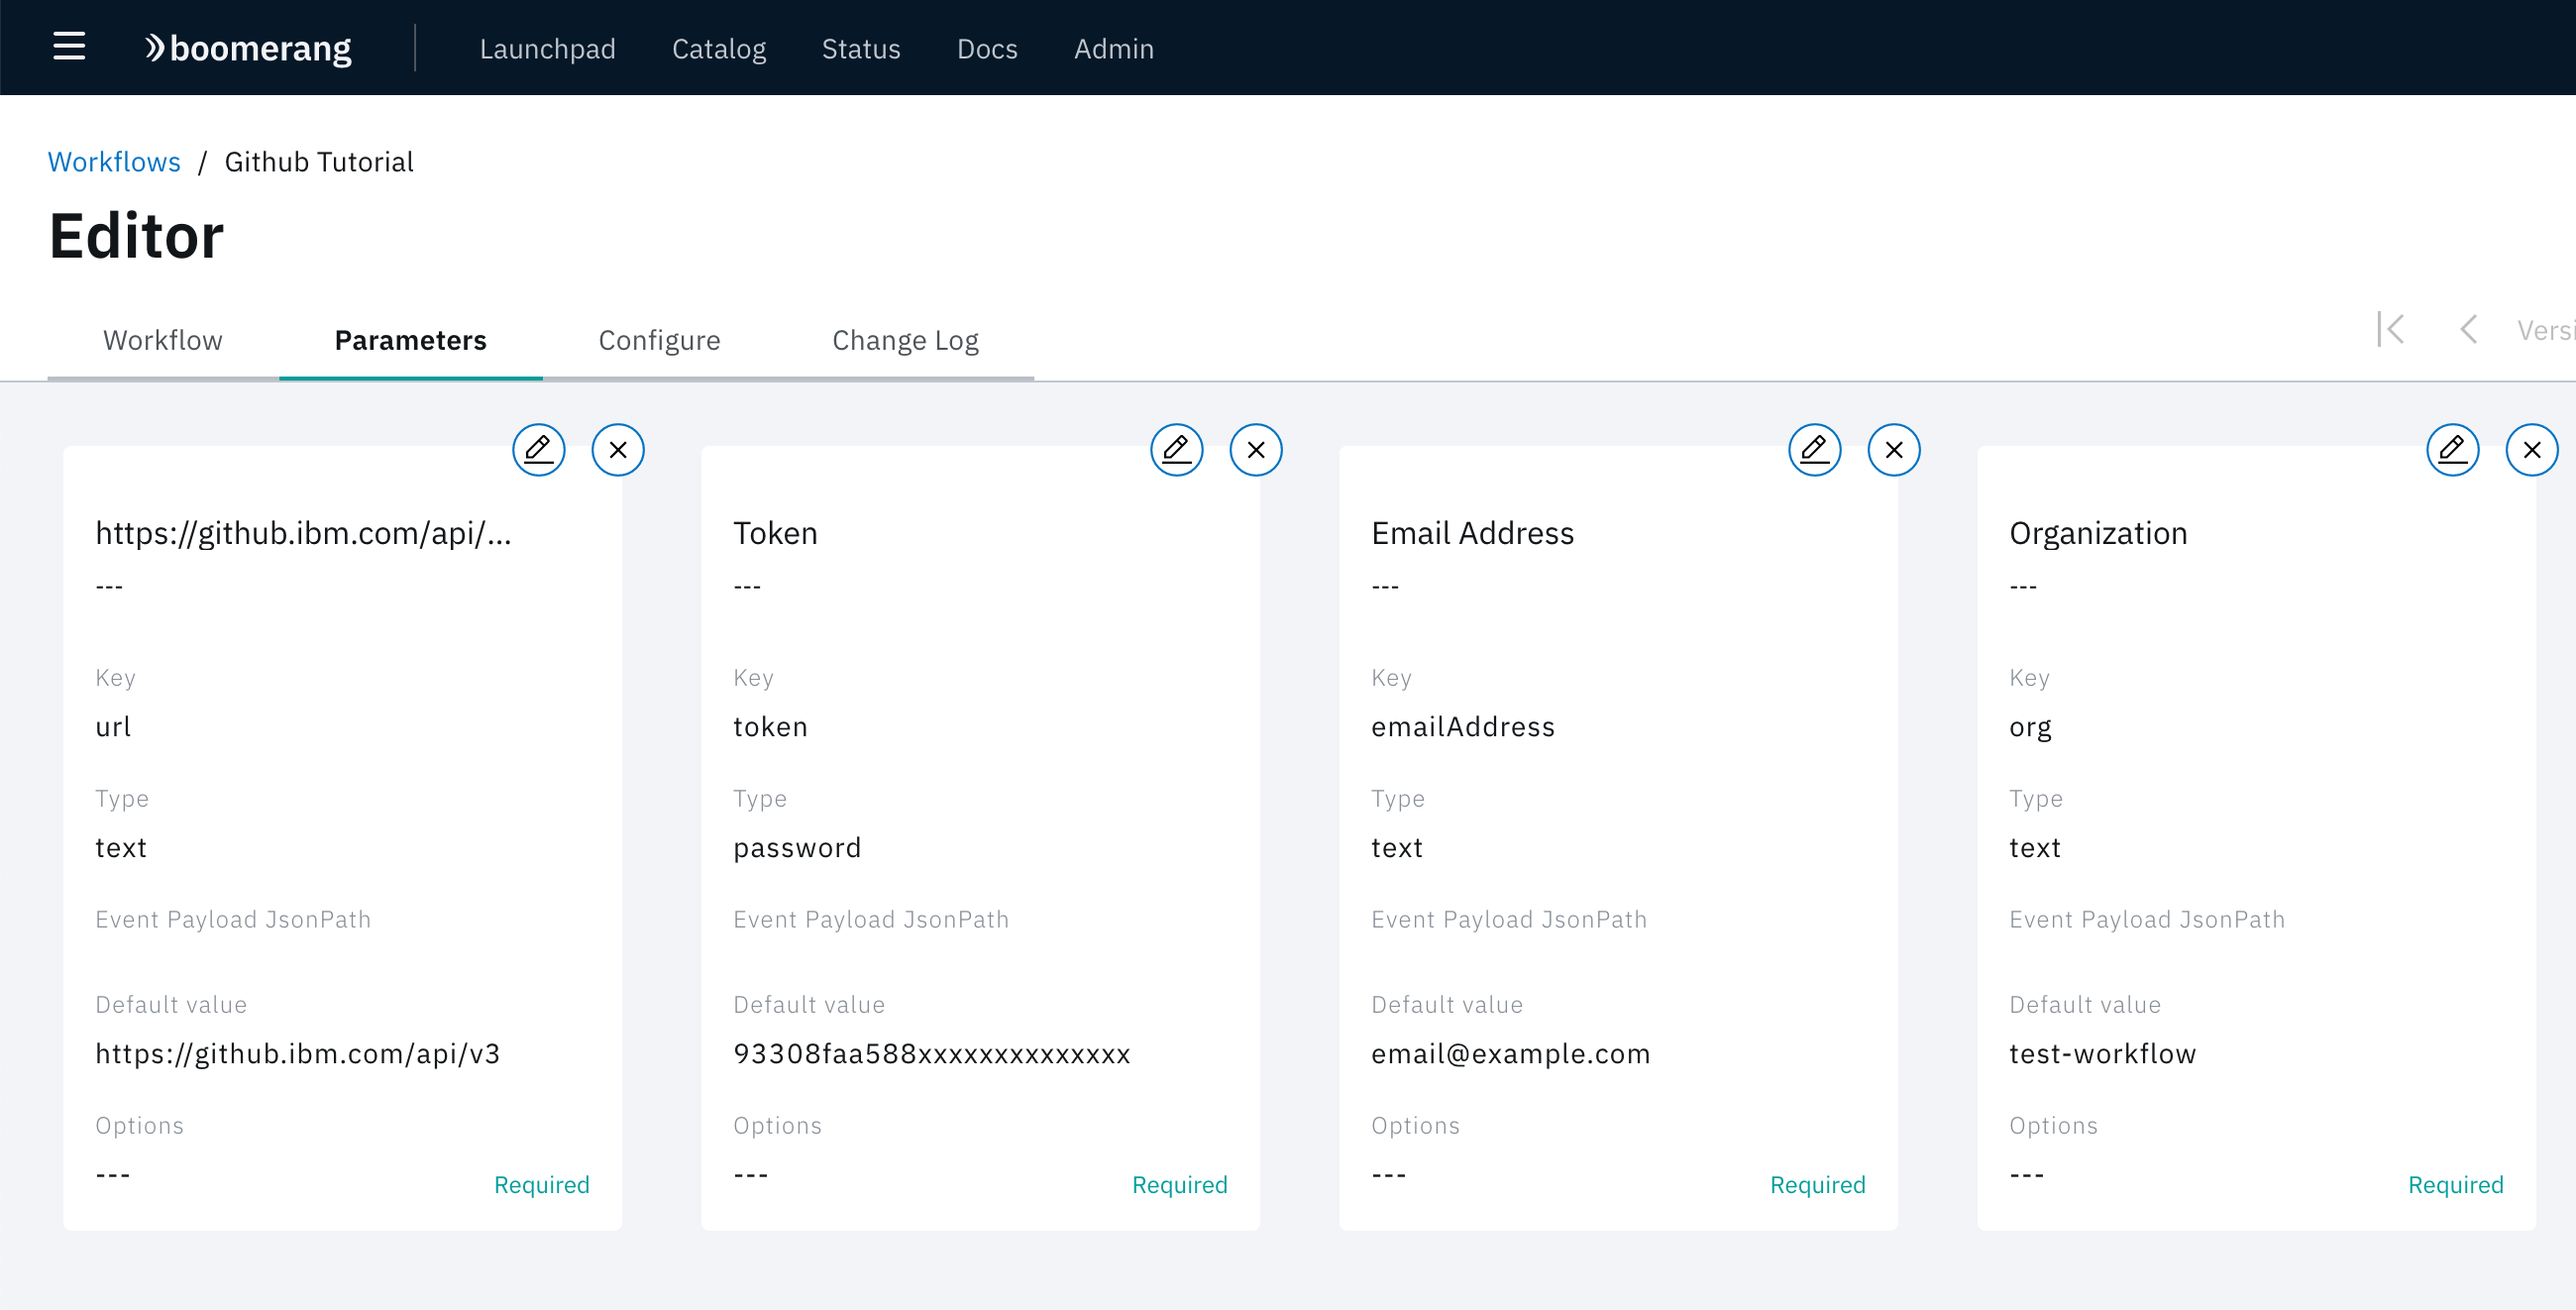 boomerang
Launchpad Catalog Status Docs Admin
Workflows / Github Tutorial
Editor
Workflow Parameters Configure Change Log
https://github.ibm.com/api/...
---
Key
url
Type
text
Event Payload JsonPath
Default value
https://github.ibm.com/api/v3
Options
---
Required
Token
---
Key
token
Type
password
Event Payload JsonPath
Default value
93308faa588xxxxxxxxxxxxxx
Options
---
Required
Email Address
---
Key
emailAddress
Type
text
Event Payload JsonPath
Default value
email@example.com
Options
---
Required
Organization
---
Key
org
Type
text
Event Payload JsonPath
Default value
test-workflow
Options
---
Required